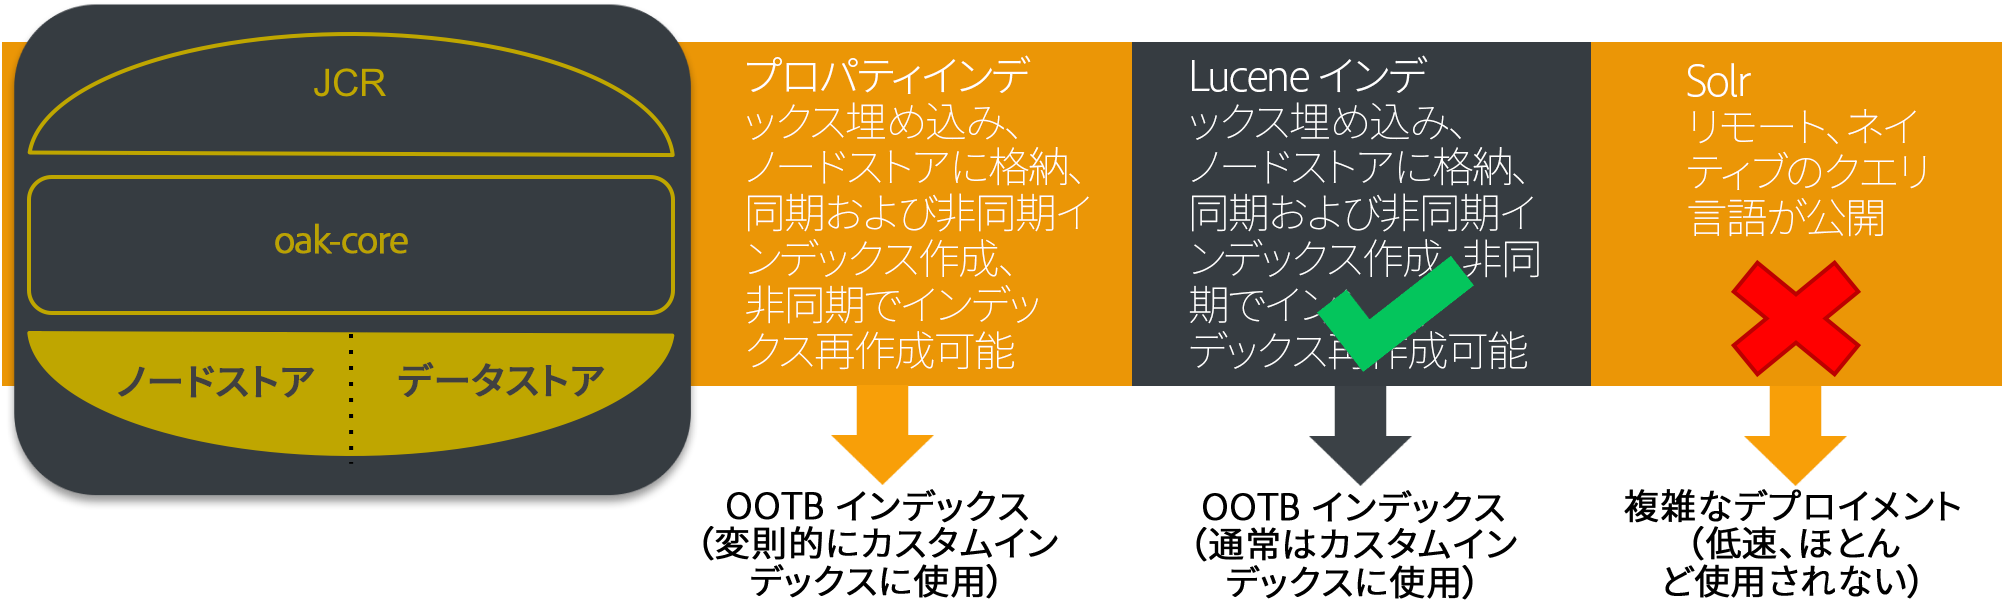 JCR
oak-core
ノードストア
データストア
プロパティインデ
ックス埋め込み、
ノードストアに格納、
同期および非同期イ
ンデックス作成、
非同期でインデッ
クス再作成可能
OOTB インデックス
（変則的にカスタムイン
デックスに使用）
Lucene インデ
ックス埋め込み、
ノードストアに格納、
同期および非同期イ
ンデックス作成、非同
期でイン
デックス再作成可能
OOTB インデックス
（通常はカスタムイン
デックスに使用）
Solr
リモート、ネイ
ティブのクエリ
言語が公開
複雑なデプロイメント
（低速、ほとん
ど使用されない）